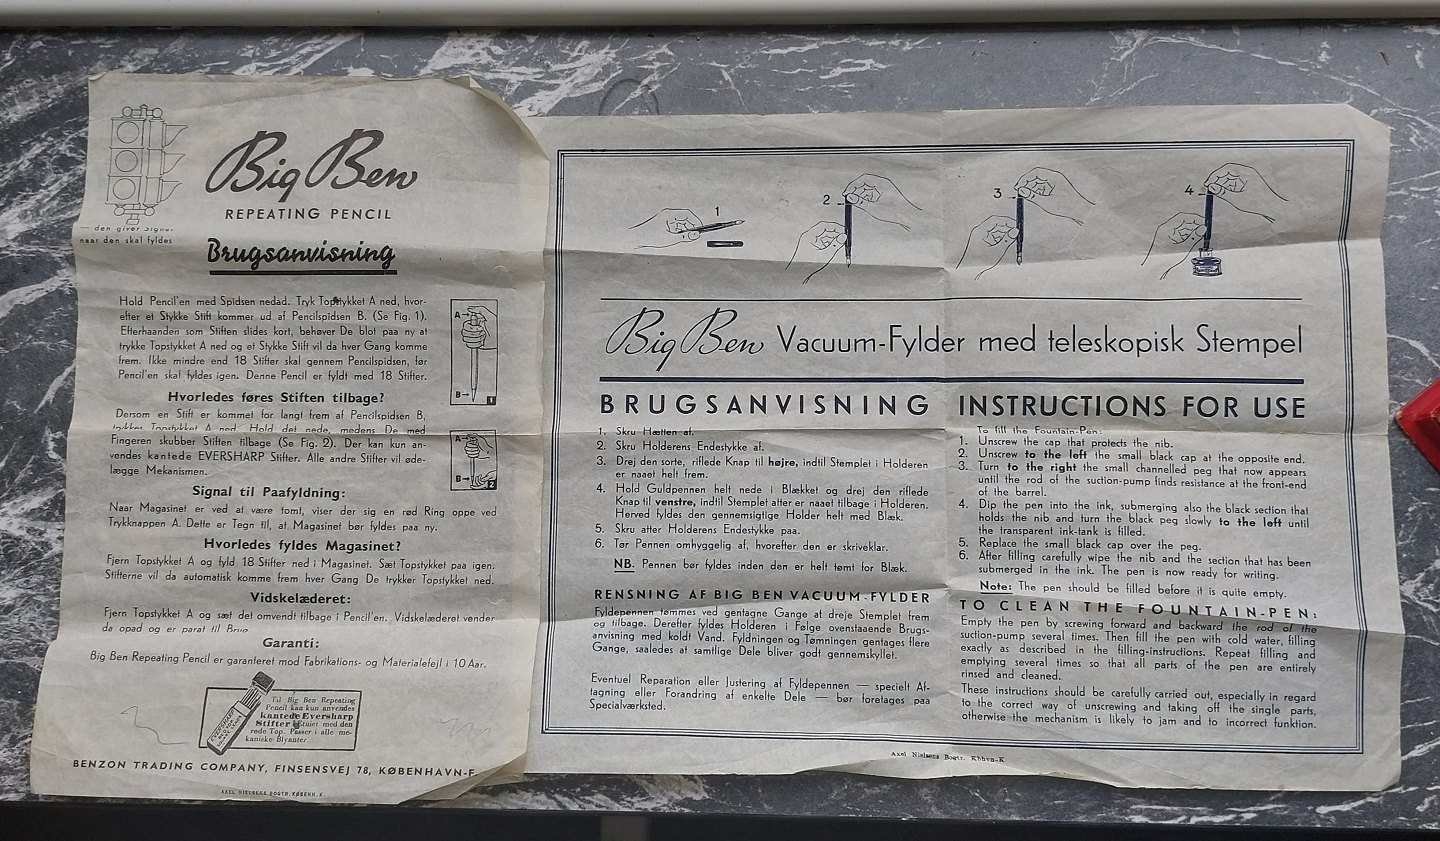 — den giver Signal
naar den skal fyldes
Big Ben
REPEATING PENCIL
Brugsanvisning
Hold Pencil'en med Spidsen nedad. Tryk Topstykket A ned, hvor-
efter et Stykke Stift kommer ud af Pencilspidsen B. (Se Fig. 1).
Efterhaanden som Stiften slides kort, behøver De blot paa ny at
trykke Topstykket A ned og et Stykke Stift vil da hver Gang komme
frem. Ikke mindre end 18 Stifter skal gennem Pencilspidsen, før
Pencil'en skal fyldes igen. Denne Pencil er fyldt med 18 Stifter.
A
B
1
Hvorledes føres Stiften tilbage?
Dersom en Stift er kommet for langt frem af Pencilspidsen B,
trykkes Topstykket A ned. Hold det nede, medens De med
Fingeren skubber Stiften tilbage (Se Fig. 2). Der kan kun an-
vendes kantede EVERSHARP Stifter. Alle andre Stifter vil øde-
lægge Mekanismen.
A
B
2
Signal til Paafyldning:
Naar Magasinet er ved at være tomt, viser der sig en rød Ring oppe ved
Trykknappen A. Dette er Tegn til, at Magasinet bør fyldes paa ny.
Hvorledes fyldes Magasinet?
Fjern Topstykket A og fyld 18 Stifter ned i Magasinet. Sæt Topstykket paa igen.
Stifterne vil da automatisk komme frem hver Gang De trykker Topstykket ned.
Vidskelæderet:
Fjern Topstykket A og sæt det omvendt tilbage i Pencil'en. Vidskelæderet vender
da opad og er parat til Brug.
Garanti:
Big Ben Repeating Pencil er garanteret mod Fabrikations- og Materialefejl i 10 Aar.
EVERSHARP
Til Big Ben Repeating
Pencil kan kun anvendes
kantede Eversharp
Stifter i Etuiet med den
røde Top. Passer i alle me-
kaniske Blyanter.
BENZON TRADING COMPANY, FINSENSVEJ 78, KØBENHAVN-F.
AXEL NIELSENS BOGTR. KØBENH.K.
1
2
3
4
Big Ben Vacuum-Fylder med teleskopisk Stempel
BRUGSANVISNING
1. Skru Hætten af.
2. Skru Holderens Endestykke af.
3. Drej den sorte, riflede Knap til højre, indtil Stemplet i Holderen
er naaet helt frem.
4. Hold Guldpennen helt nede i Blækket og drej den riflede
Knap til venstre, indtil Stemplet atter er naaet tilbage i Holderen.
Herved fyldes den gennemsigtige Holder helt med Blæk.
5. Skru atter Holderens Endestykke paa.
6. Tør Pennen omhyggelig af, hvorefter den er skriveklar.
NB. Pennen bør fyldes inden den er helt tømt for Blæk.
RENSNING AF BIG BEN VACUUM-FYLDER
Fyldepennen tømmes ved gentagne Gange at dreje Stemplet frem
og tilbage. Derefter fyldes Holderen i Følge ovenstaaende Brugs-
anvisning med koldt Vand. Fyldningen og Tømningen gentages flere
Gange, saaledes at samtlige Dele bliver godt gennemskyllet.
Eventuel Reparation eller Justering af Fyldepennen — specielt Af-
tagning eller Forandring af enkelte Dele — bør foretages paa
Specialværksted.
INSTRUCTIONS FOR USE
To fill the Fountain-Pen:
1. Unscrew the cap that protects the nib.
2. Unscrew to the left the small black cap at the opposite end.
3. Turn to the right the small channelled peg that now appears
until the rod of the suction-pump finds resistance at the front-end
of the barrel.
4. Dip the pen into the ink, submerging also the black section that
holds the nib and turn the black peg slowly to the left until
the transparent ink-tank is filled.
5. Replace the small black cap over the peg.
6. After filling carefully wipe the nib and the section that has been
submerged in the ink. The pen is now ready for writing.
Note: The pen should be filled before it is quite empty.
TO CLEAN THE FOUNTAIN-PEN:
Empty the pen by screwing forward and backward the rod of the
suction-pump several times. Then fill the pen with cold water, filling
exactly as described in the filling-instructions. Repeat filling and
emptying several times so that all parts of the pen are entirely
rinsed and cleaned.
These instructions should be carefully carried out, especially in regard
to the correct way of unscrewing and taking off the single parts,
otherwise the mechanism is likely to jam and to incorrect funktion.
Axel Nielsens Bogtr. Kbhvn-K